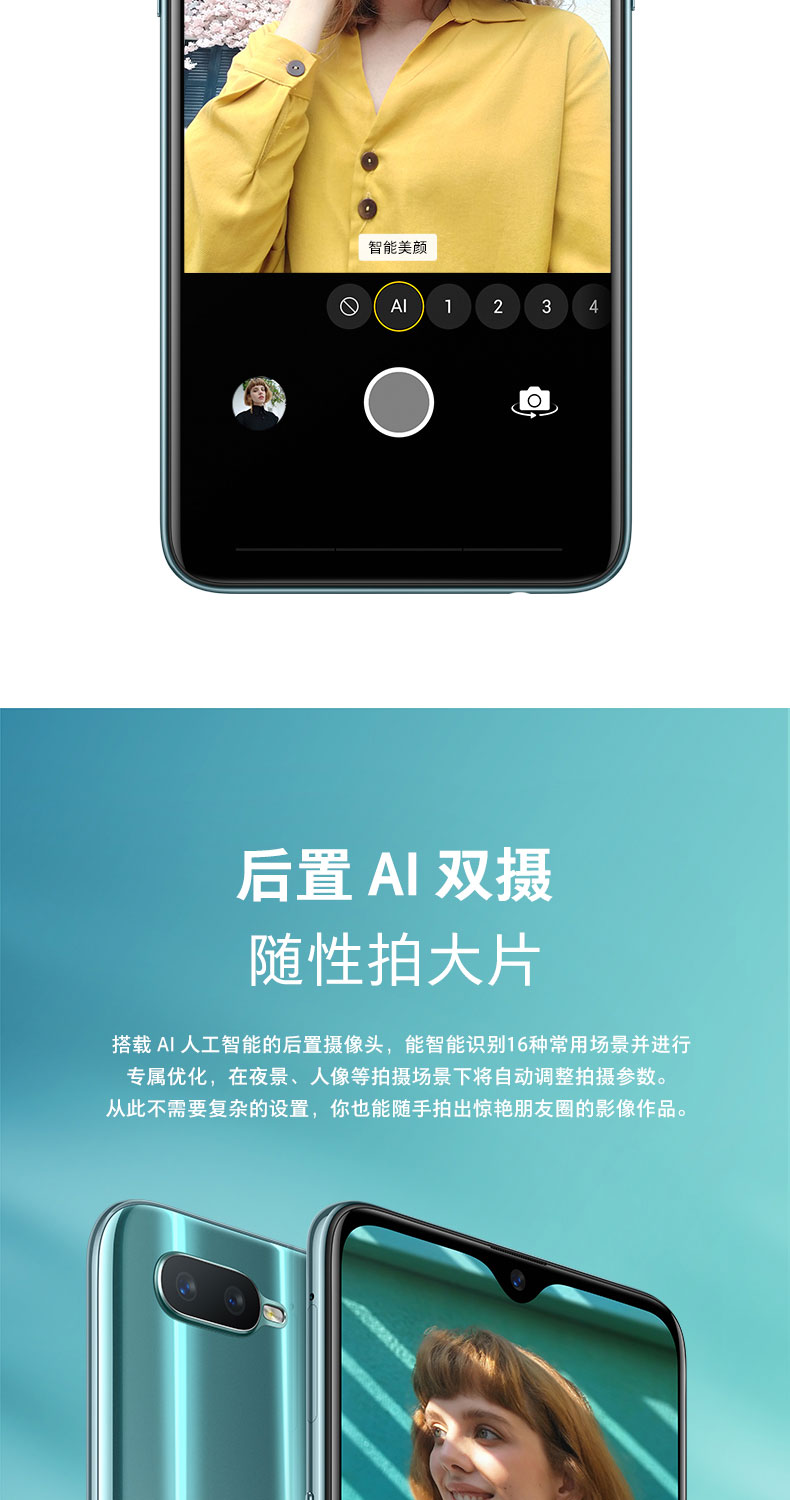 智能美颜
AI 1 2 3 4
后置 AI 双摄
随性拍大片
搭载 AI 人工智能的后置摄像头，能智能识别16种常用场景并进行
专属优化，在夜景、人像等拍摄场景下将自动调整拍摄参数。
从此不需要复杂的设置，你也能随手拍出惊艳朋友圈的影像作品。